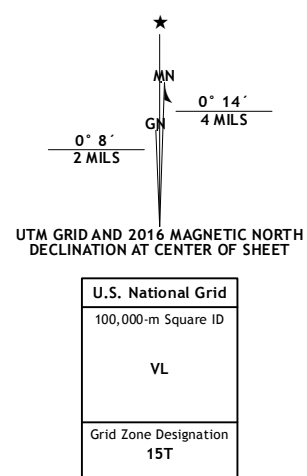 ★
MN
0° 14´
4 MILS
GN
0° 8´
2 MILS
UTM GRID AND 2016 MAGNETIC NORTH
DECLINATION AT CENTER OF SHEET
U.S. National Grid
100,000-m Square ID
VL
Grid Zone Designation
15T